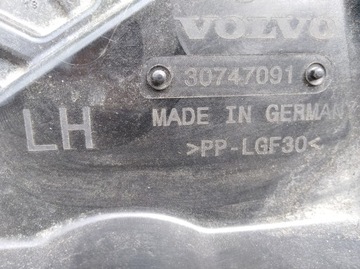 VOLVO
30747091
LH
MADE IN GERMAN
>PP-LGF30<